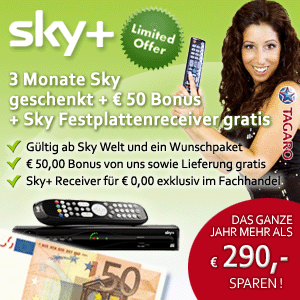 sky+
Limited
Offer
3 Monate Sky
geschenkt + € 50 Bonus
+ Sky Festplattenreceiver gratis
TAGARO
Gültig ab Sky Welt und ein Wunschpaket
€ 50,00 Bonus von uns sowie Lieferung gratis
Sky+ Receiver für € 0,00 exklusiv im Fachhandel
sky+
50
DAS GANZE
JAHR MEHR ALS
€ 290,-
SPAREN !